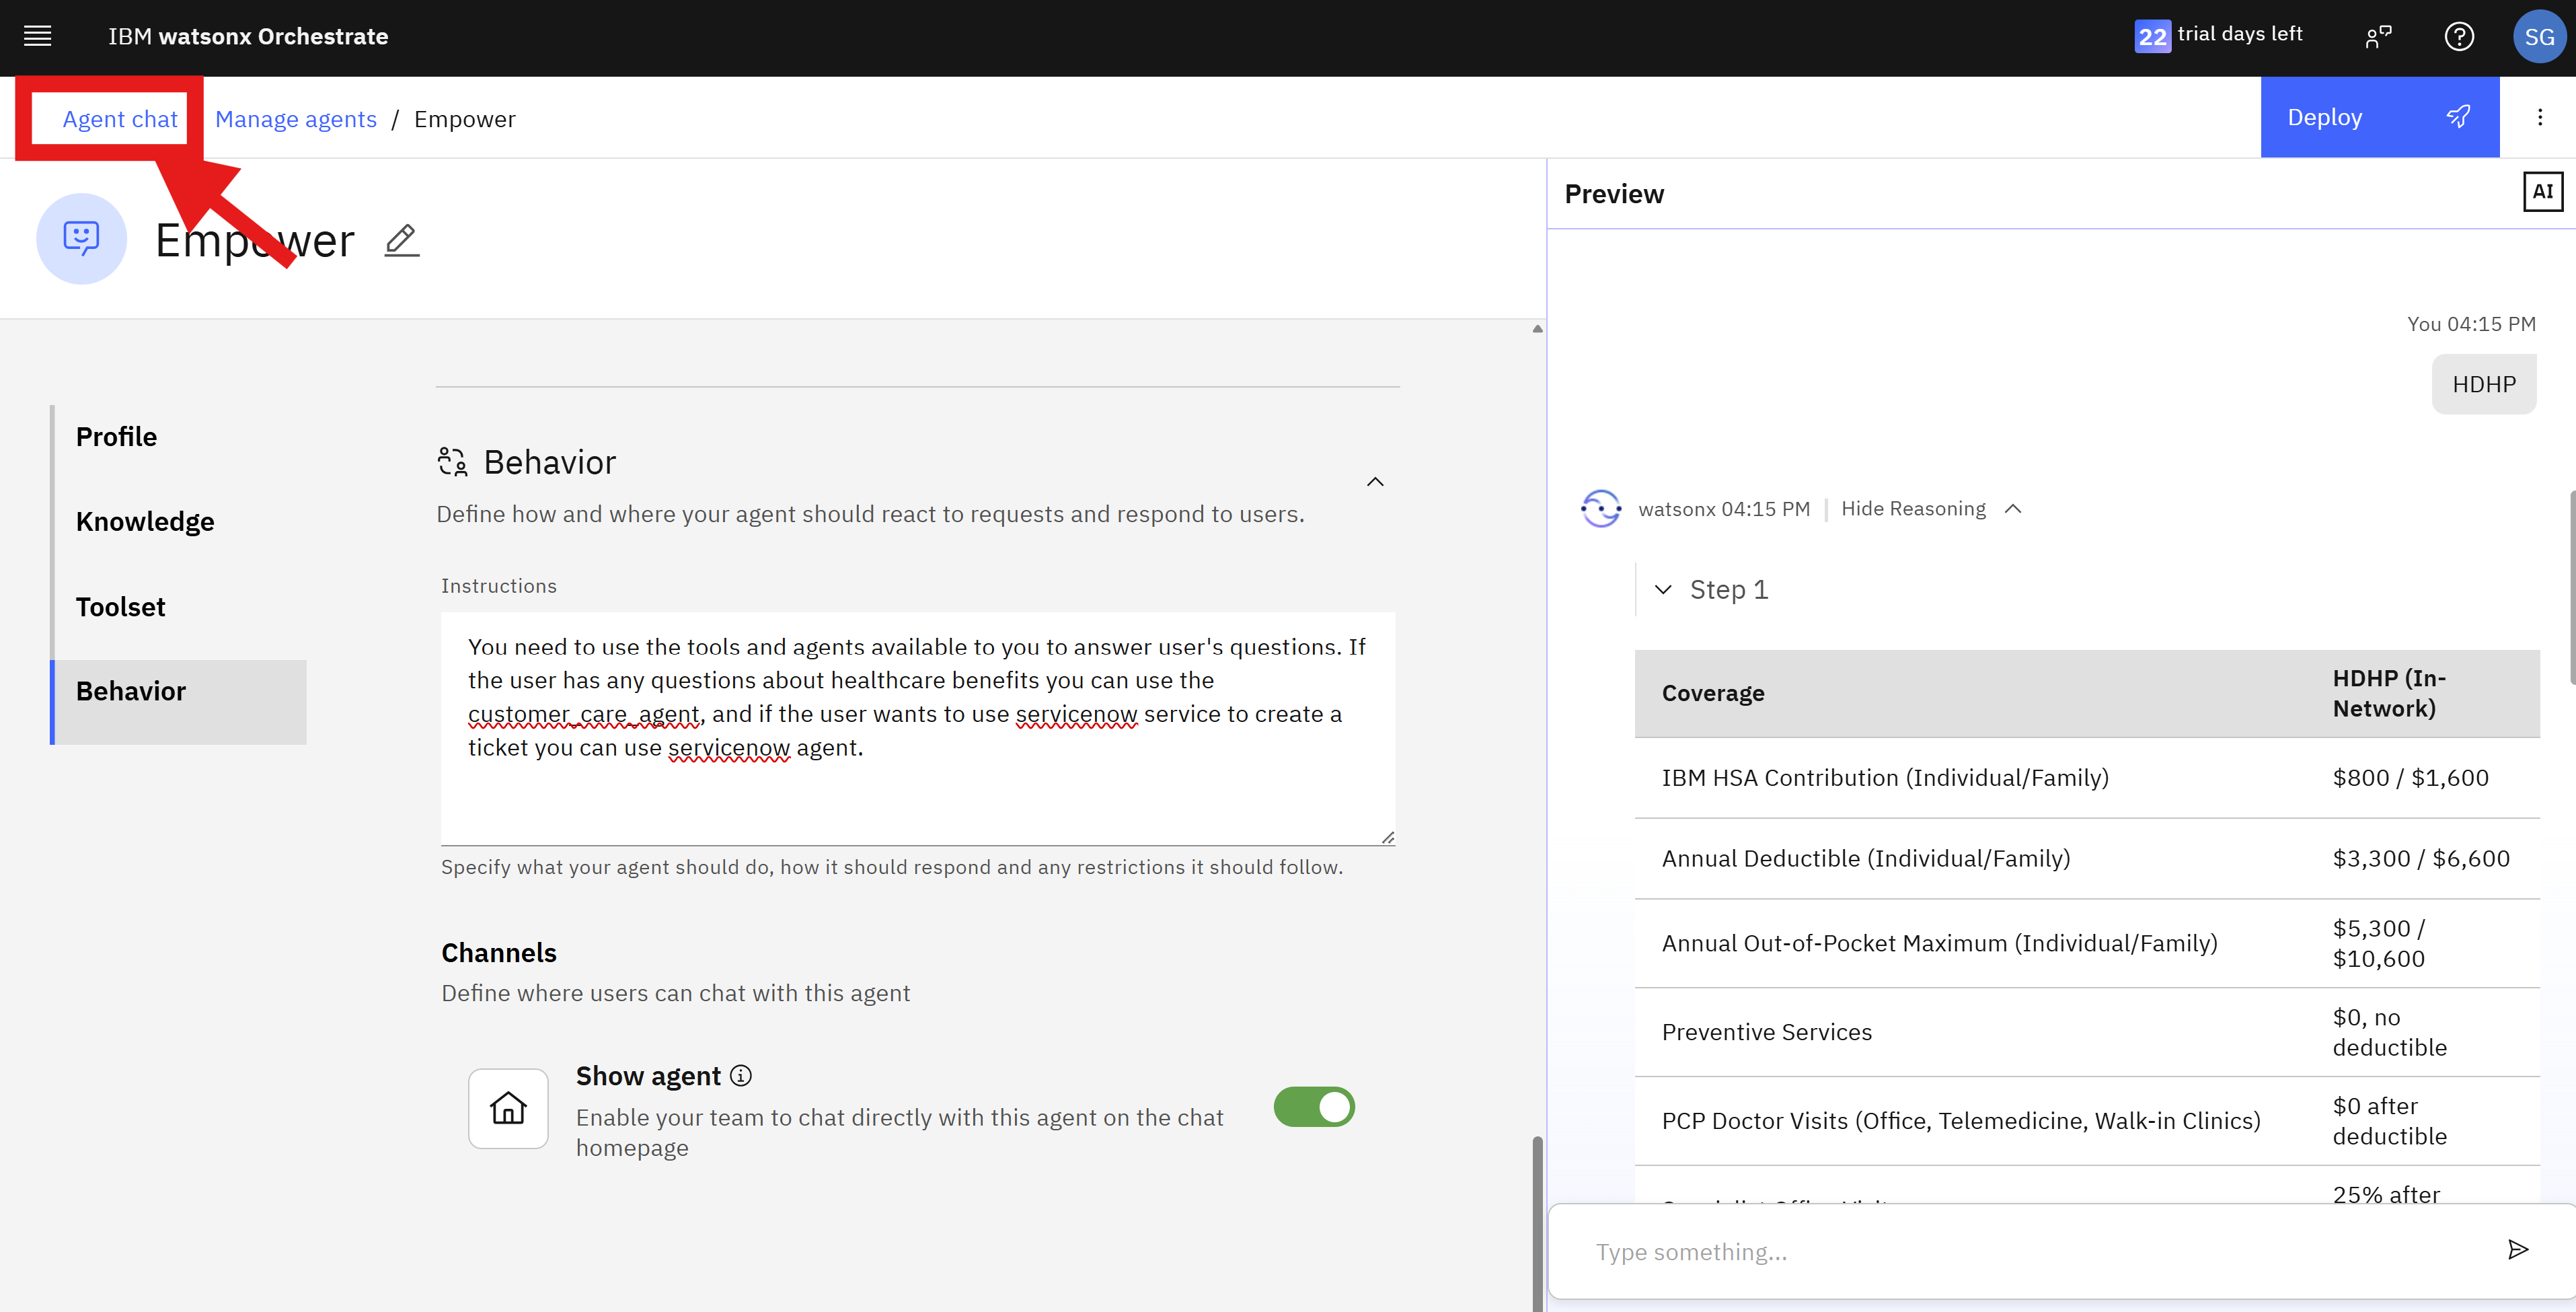 IBM watsonx Orchestrate
22 trial days left
SG
Agent chat
Manage agents / Empower
Deploy
Empower
Preview
AI
Profile
Knowledge
Toolset
Behavior
Behavior
Define how and where your agent should react to requests and respond to users.
Instructions
You need to use the tools and agents available to you to answer user's questions. If
the user has any questions about healthcare benefits you can use the
customer_care_agent, and if the user wants to use servicenow service to create a
ticket you can use servicenow agent.
Specify what your agent should do, how it should respond and any restrictions it should follow.
Channels
Define where users can chat with this agent
Show agent
Enable your team to chat directly with this agent on the chat
homepage
You 04:15 PM
HDHP
watsonx 04:15 PM | Hide Reasoning
Step 1
Coverage
HDHP (In-
Network)
IBM HSA Contribution (Individual/Family)
$800 / $1,600
Annual Deductible (Individual/Family)
$3,300 / $6,600
Annual Out-of-Pocket Maximum (Individual/Family)
$5,300 /
$10,600
Preventive Services
$0, no
deductible
PCP Doctor Visits (Office, Telemedicine, Walk-in Clinics)
$0 after
deductible
25% after
Type something...